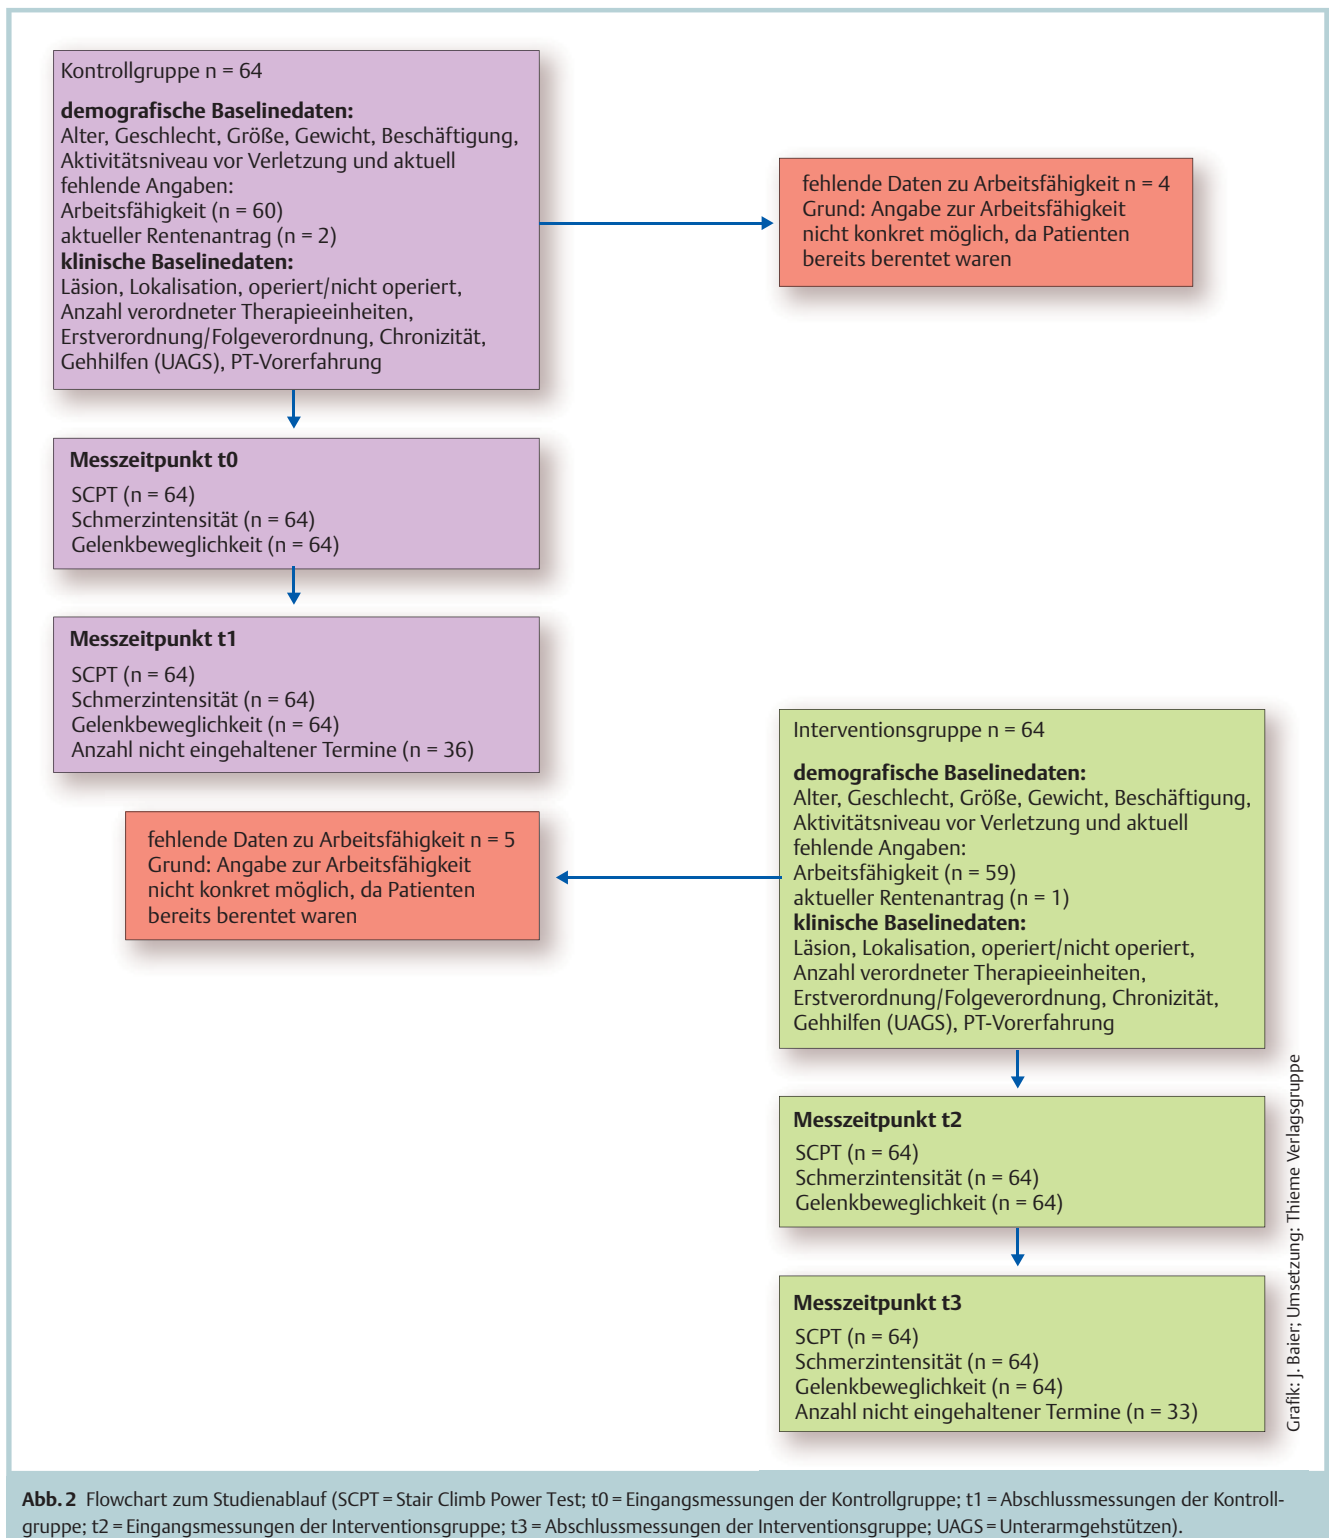 Kontrollgruppe n = 64
demografische Baselinedaten:
Alter, Geschlecht, Größe, Gewicht, Beschäftigung,
Aktivitätsniveau vor Verletzung und aktuell
fehlende Angaben:
Arbeitsfähigkeit (n = 60)
aktueller Rentenantrag (n = 2)
klinische Baselinedaten:
Läsion, Lokalisation, operiert/nicht operiert,
Anzahl verordneter Therapieeinheiten,
Erstverordnung/Folgeverordnung, Chronizität,
Gehhilfen (UAGS), PT-Vorerfahrung
fehlende Daten zu Arbeitsfähigkeit n = 4
Grund: Angabe zur Arbeitsfähigkeit
nicht konkret möglich, da Patienten
bereits berentet waren
Messzeitpunkt t0
SCPT (n = 64)
Schmerzintensität (n = 64)
Gelenkbeweglichkeit (n = 64)
Messzeitpunkt t1
SCPT (n = 64)
Schmerzintensität (n = 64)
Gelenkbeweglichkeit (n = 64)
Anzahl nicht eingehaltener Termine (n = 36)
Interventionsgruppe n = 64
demografische Baselinedaten:
Alter, Geschlecht, Größe, Gewicht, Beschäftigung,
Aktivitätsniveau vor Verletzung und aktuell
fehlende Angaben:
Arbeitsfähigkeit (n = 59)
aktueller Rentenantrag (n = 1)
klinische Baselinedaten:
Läsion, Lokalisation, operiert/nicht operiert,
Anzahl verordneter Therapieeinheiten,
Erstverordnung/Folgeverordnung, Chronizität,
Gehhilfen (UAGS), PT-Vorerfahrung
fehlende Daten zu Arbeitsfähigkeit n = 5
Grund: Angabe zur Arbeitsfähigkeit
nicht konkret möglich, da Patienten
bereits berentet waren
Messzeitpunkt t2
SCPT (n = 64)
Schmerzintensität (n = 64)
Gelenkbeweglichkeit (n = 64)
Messzeitpunkt t3
SCPT (n = 64)
Schmerzintensität (n = 64)
Gelenkbeweglichkeit (n = 64)
Anzahl nicht eingehaltener Termine (n = 33)
Grafik: J. Baier; Umsetzung: Thieme Verlagsgruppe
Abb. 2 Flowchart zum Studienablauf (SCPT = Stair Climb Power Test; t0 = Eingangsmessungen der Kontrollgruppe; t1 = Abschlussmessungen der Kontroll-
gruppe; t2 = Eingangsmessungen der Interventionsgruppe; t3 = Abschlussmessungen der Interventionsgruppe; UAGS = Unterarmgehstützen).